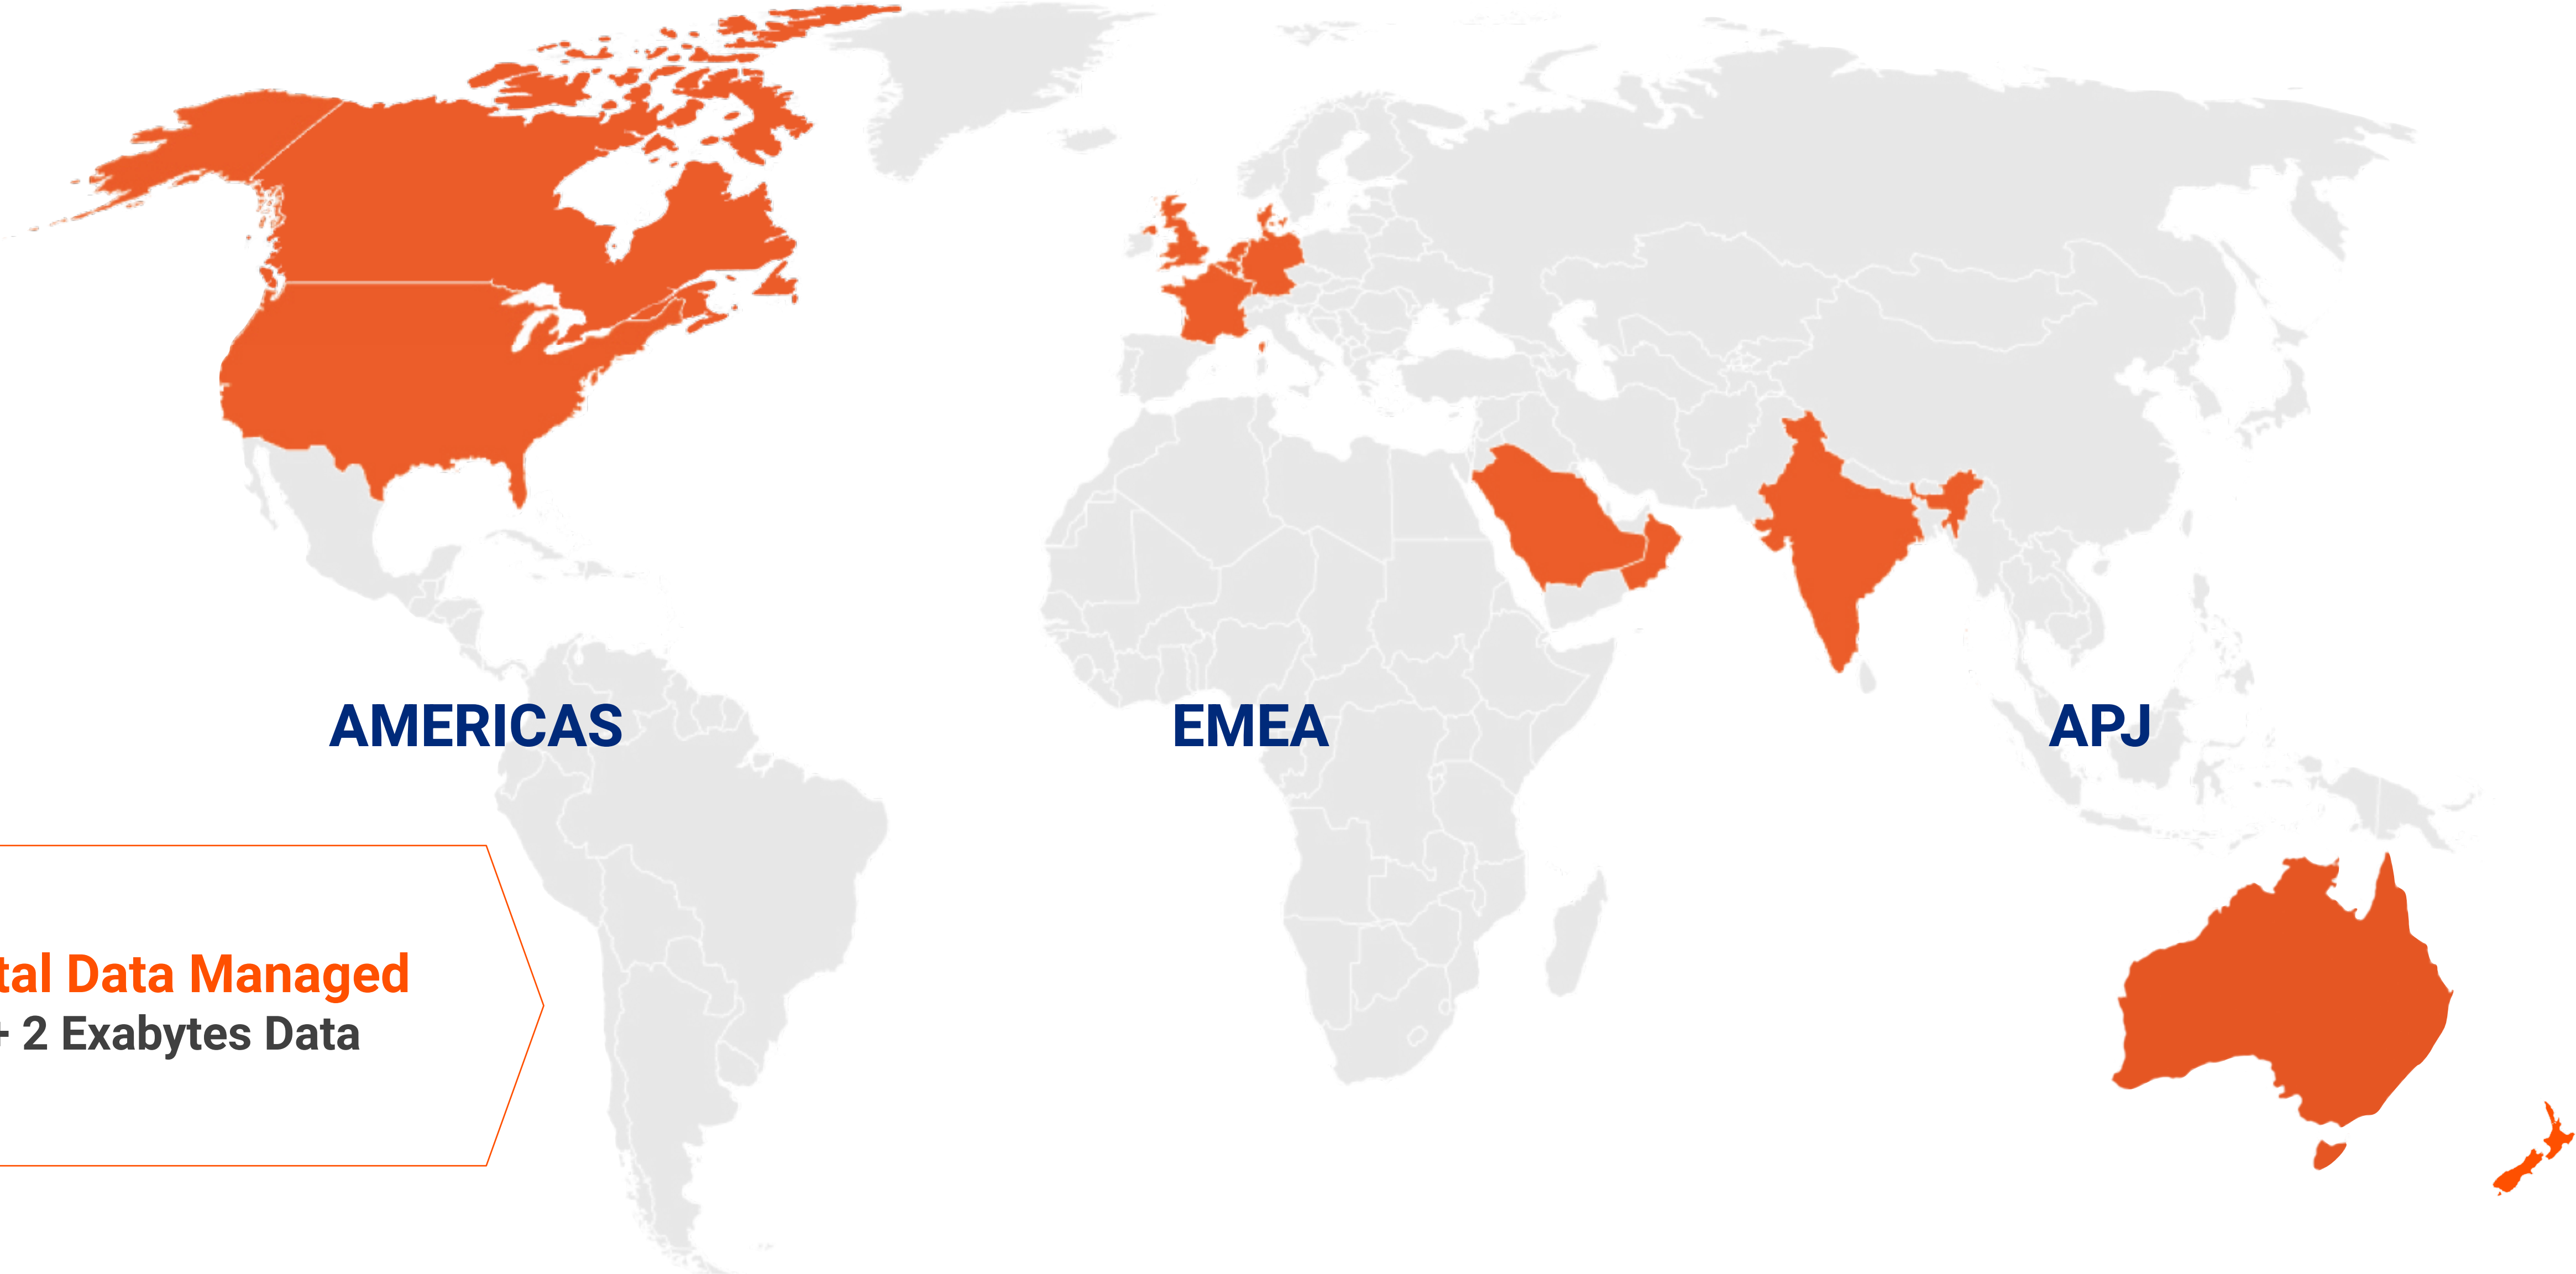 AMERICAS
EMEA
APJ
tal Data Managed
+ 2 Exabytes Data